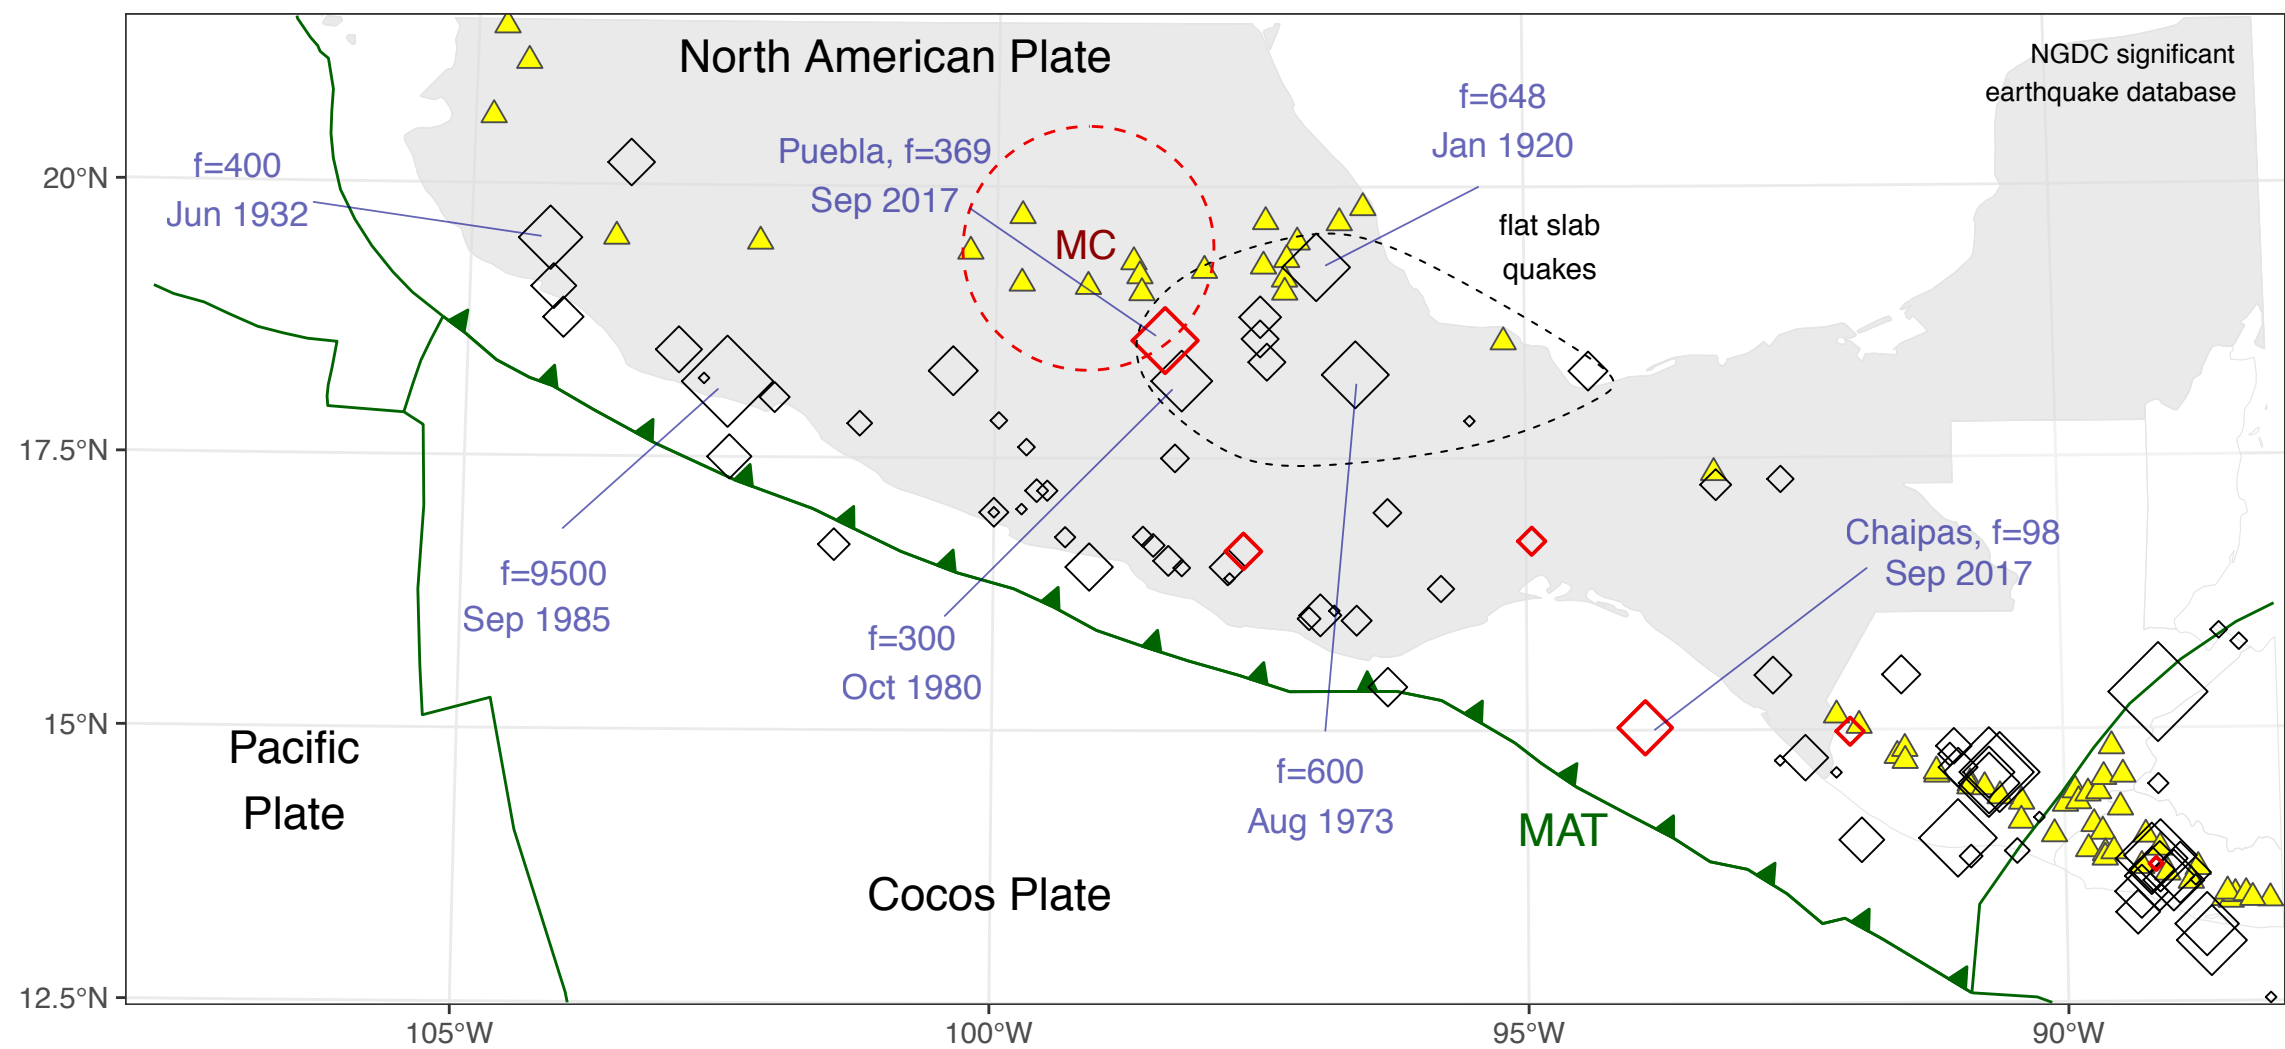 North American Plate
NGDC significant
earthquake database
f=648
Jan 1920
Puebla, f=369
Sep 2017
f=400
Jun 1932
MC
flat slab
quakes
20°N
17.5°N
15°N
12.5°N
Chaipas, f=98
Sep 2017
f=9500
Sep 1985
f=300
Oct 1980
f=600
Aug 1973
MAT
Pacific
Plate
Cocos Plate
105°W
100°W
95°W
90°W